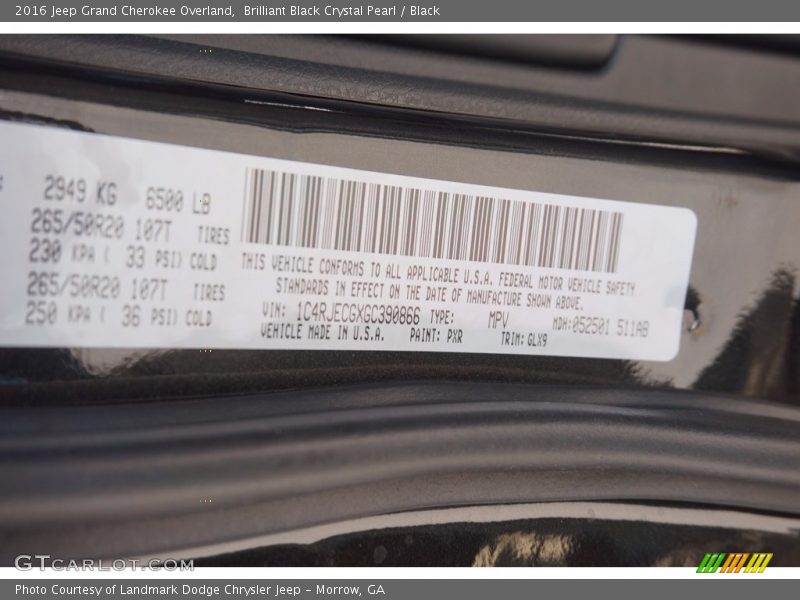 2016 Jeep Grand Cherokee Overland,  Brilliant Black Crystal Pearl / Black
2949 KG   6500 LB
265/50R20 107T   TIRES
230 KPA ( 33 PSI) COLD
265/50R20 107T   TIRES
250 KPA ( 36 PSI) COLD
THIS VEHICLE CONFORMS TO ALL APPLICABLE U.S.A. FEDERAL MOTOR VEHICLE SAFETY
STANDARDS IN EFFECT ON THE DATE OF MANUFACTURE SHOWN ABOVE.
VIN: 1C4RJECGXGC390866 TYPE: MPV MDH:052501 511AB
VEHICLE MADE IN U.S.A. PAINT: PXR TRIM: GLX9
GTCARLOT.COM
Photo Courtesy of Landmark Dodge Chrysler Jeep – Morrow, GA